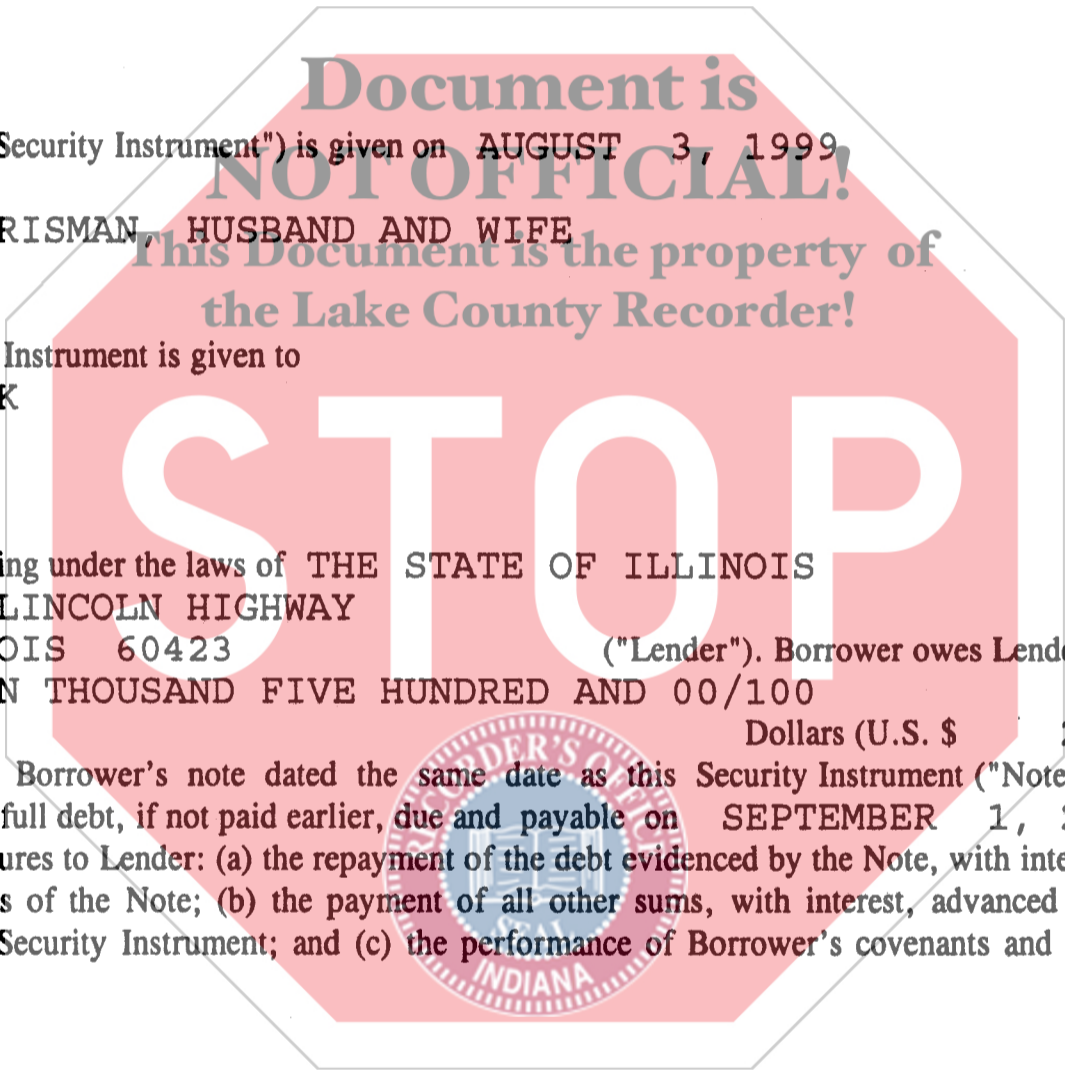 Document is
Security Instrument") is given on AUGUST 3, 1999
NOT OFFICIAL!
RISMAN, HUSBAND AND WIFE
This Document is the property of
the Lake County Recorder!
Instrument is given to
K
STOP
ing under the laws of THE STATE OF ILLINOIS
LINCOLN HIGHWAY
OIS 60423 ("Lender"). Borrower owes Lende
N THOUSAND FIVE HUNDRED AND 00/100
Dollars (U.S. $
Borrower's note dated the same date as this Security Instrument ("Note
full debt, if not paid earlier, due and payable on SEPTEMBER 1,
ures to Lender: (a) the repayment of the debt evidenced by the Note, with inte
s of the Note; (b) the payment of all other sums, with interest, advanced
Security Instrument; and (c) the performance of Borrower's covenants and
RECORDER'S OFFICE
SEAL
INDIANA